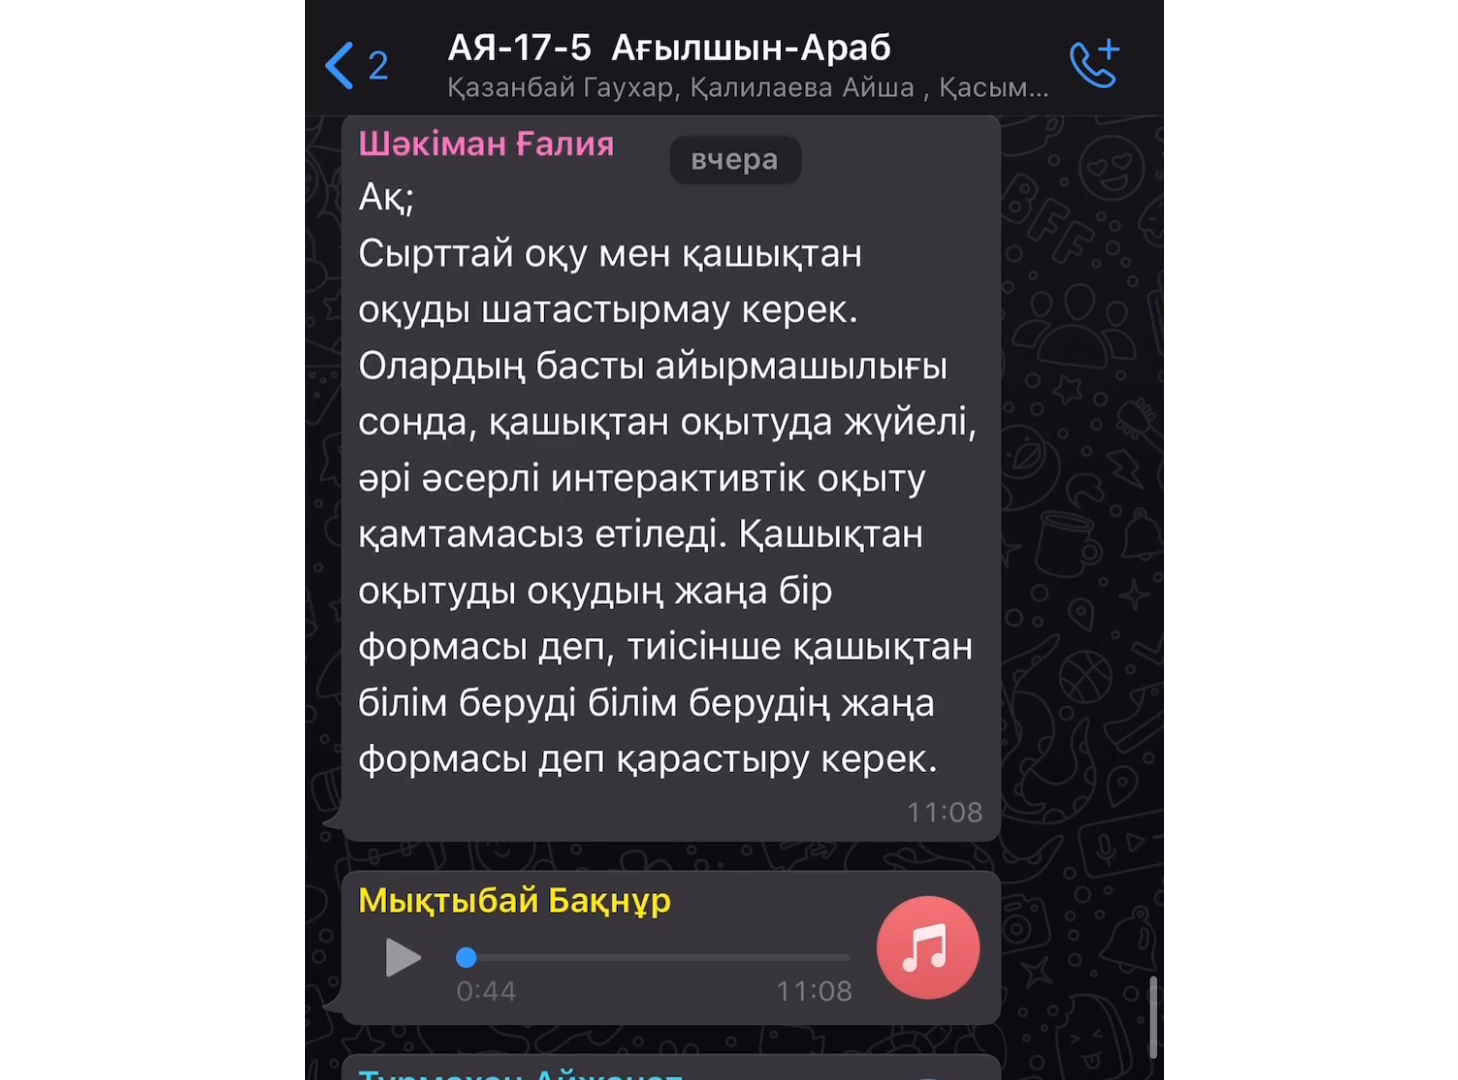 2
АЯ-17-5 Ағылшын-Араб
Қазанбай Гаухар, Қалилаева Айша , Қасым...
Шәкіман Ғалия
вчера
Ақ;
Сырттай оқу мен қашықтан
оқуды шатастырмау керек.
Олардың басты айырмашылығы
сонда, қашықтан оқытуда жүйелі,
әрі әсерлі интерактивтік оқыту
қамтамасыз етіледі. Қашықтан
оқытуды оқудың жаңа бір
формасы деп, тиісінше қашықтан
білім беруді білім берудің жаңа
формасы деп қарастыру керек.
11:08
Мықтыбай Бақнұр
0:44 11:08